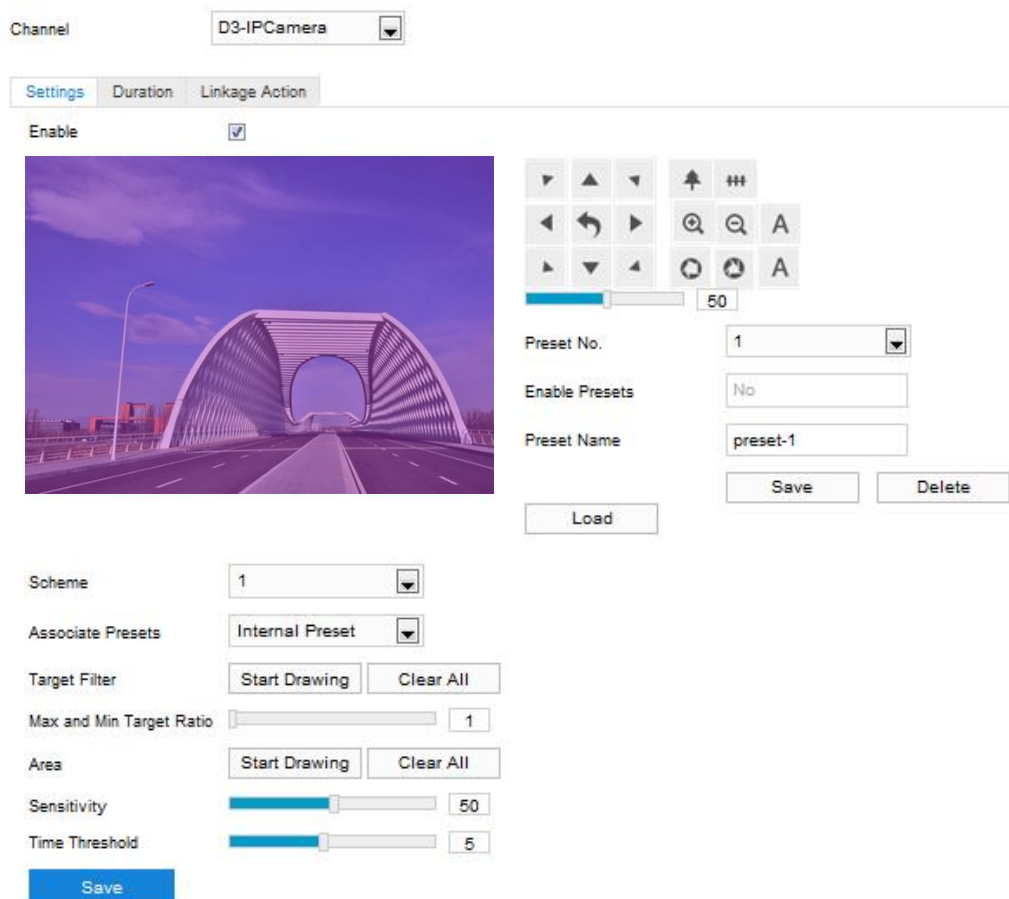 Channel D3-IPCamera
Settings Duration Linkage Action
Enable
A
A
50
Preset No. 1
Enable Presets No
Preset Name preset-1
Save Delete
Load
Scheme 1
Associate Presets Internal Preset
Target Filter Start Drawing Clear All
Max and Min Target Ratio 1
Area Start Drawing Clear All
Sensitivity 50
Time Threshold 5
Save